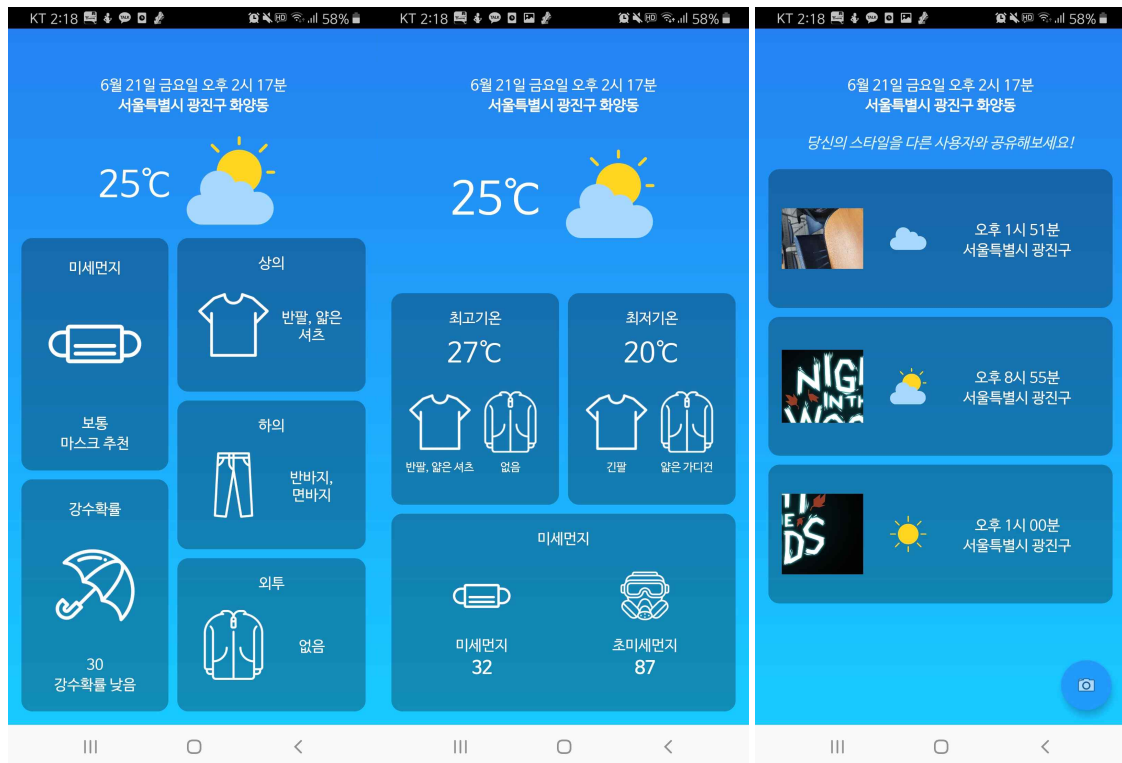 KT 2:18
58%
6월 21일 금요일 오후 2시 17분
서울특별시 광진구 화양동
25℃
미세먼지
보통
마스크 추천
강수확률
30
강수확률 낮음
상의
반팔, 얇은
셔츠
하의
반바지,
면바지
외투
없음
KT 2:18
58%
6월 21일 금요일 오후 2시 17분
서울특별시 광진구 화양동
25℃
최고기온
27℃
반팔, 얇은 셔츠
없음
최저기온
20℃
긴팔
얇은 가디건
미세먼지
미세먼지
32
초미세먼지
87
KT 2:18
58%
6월 21일 금요일 오후 2시 17분
서울특별시 광진구 화양동
당신의 스타일을 다른 사용자와 공유해보세요!
오후 1시 51분
서울특별시 광진구
NIG
IN TH
WOO
오후 8시 55분
서울특별시 광진구
DS
오후 1시 00분
서울특별시 광진구